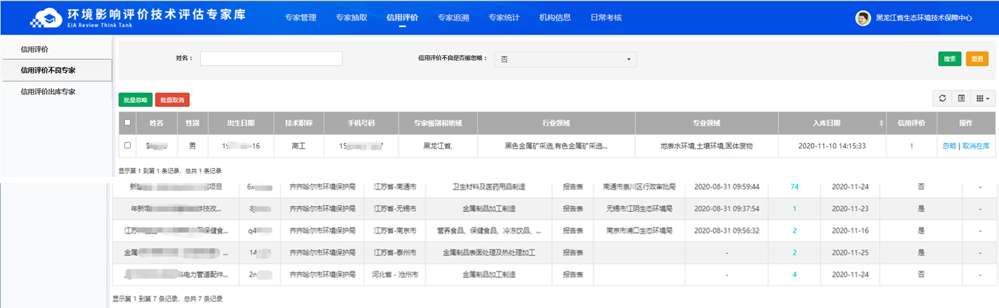 环境影响评价技术评估专家库
EIA Review Think Tank
专家管理 专家抽取 信用评价 专家追溯 专家统计 机构信息 日常考核
黑龙江省生态环境技术保障中心
信用评价
信用评价不良专家
信用评价出库专家
姓名： 信用评价不良是否被忽略： 否 搜索 重置
批量忽略 批量取消
姓名 性别 出生日期 技术职称 手机号码 专家级别和地域 行业领域 专业领域 入库日期 信用评价 操作
男 19 -16 高工 15 7 黑龙江省, 黑色金属矿采选,有色金属矿采选... 地表水环境,土壤环境,固体废物 2020-11-10 14:15:33 1 忽略 | 取消在库
显示第 1 到第 1 条记录，总共 1 条记录
新 项目 6x 齐齐哈尔市环境保护局 江苏省-南通市 卫生材料及医药用品制造 报告表 南通市崇川区行政审批局 2020-08-31 09:59:44 74 2020-11-24 否 -
年新增 件技改... 8j 齐齐哈尔市环境保护局 江苏省-无锡市 金属制品加工制造 报告表 无锡市江阴生态环境局 2020-08-31 09:37:54 1 2020-11-23 是 -
江苏 保健食... q4 齐齐哈尔市环境保护局 江苏省-南京市 营养食品、保健食品、冷冻饮品、... 报告表 南京市浦口生态环境局 2020-08-31 09:56:32 2 2020-11-16 是 -
金属 ... 14 齐齐哈尔市环境保护局 江苏省-泰州市 金属制品表面处理及热处理加工 报告表 - 2 2020-11-25 是 -
科电力管道配件... 2n 齐齐哈尔市环境保护局 河北省 - 沧州市 金属制品加工制造 报告表 - 4 2020-11-24 否 -
显示第 1 到第 7 条记录，总共 7 条记录